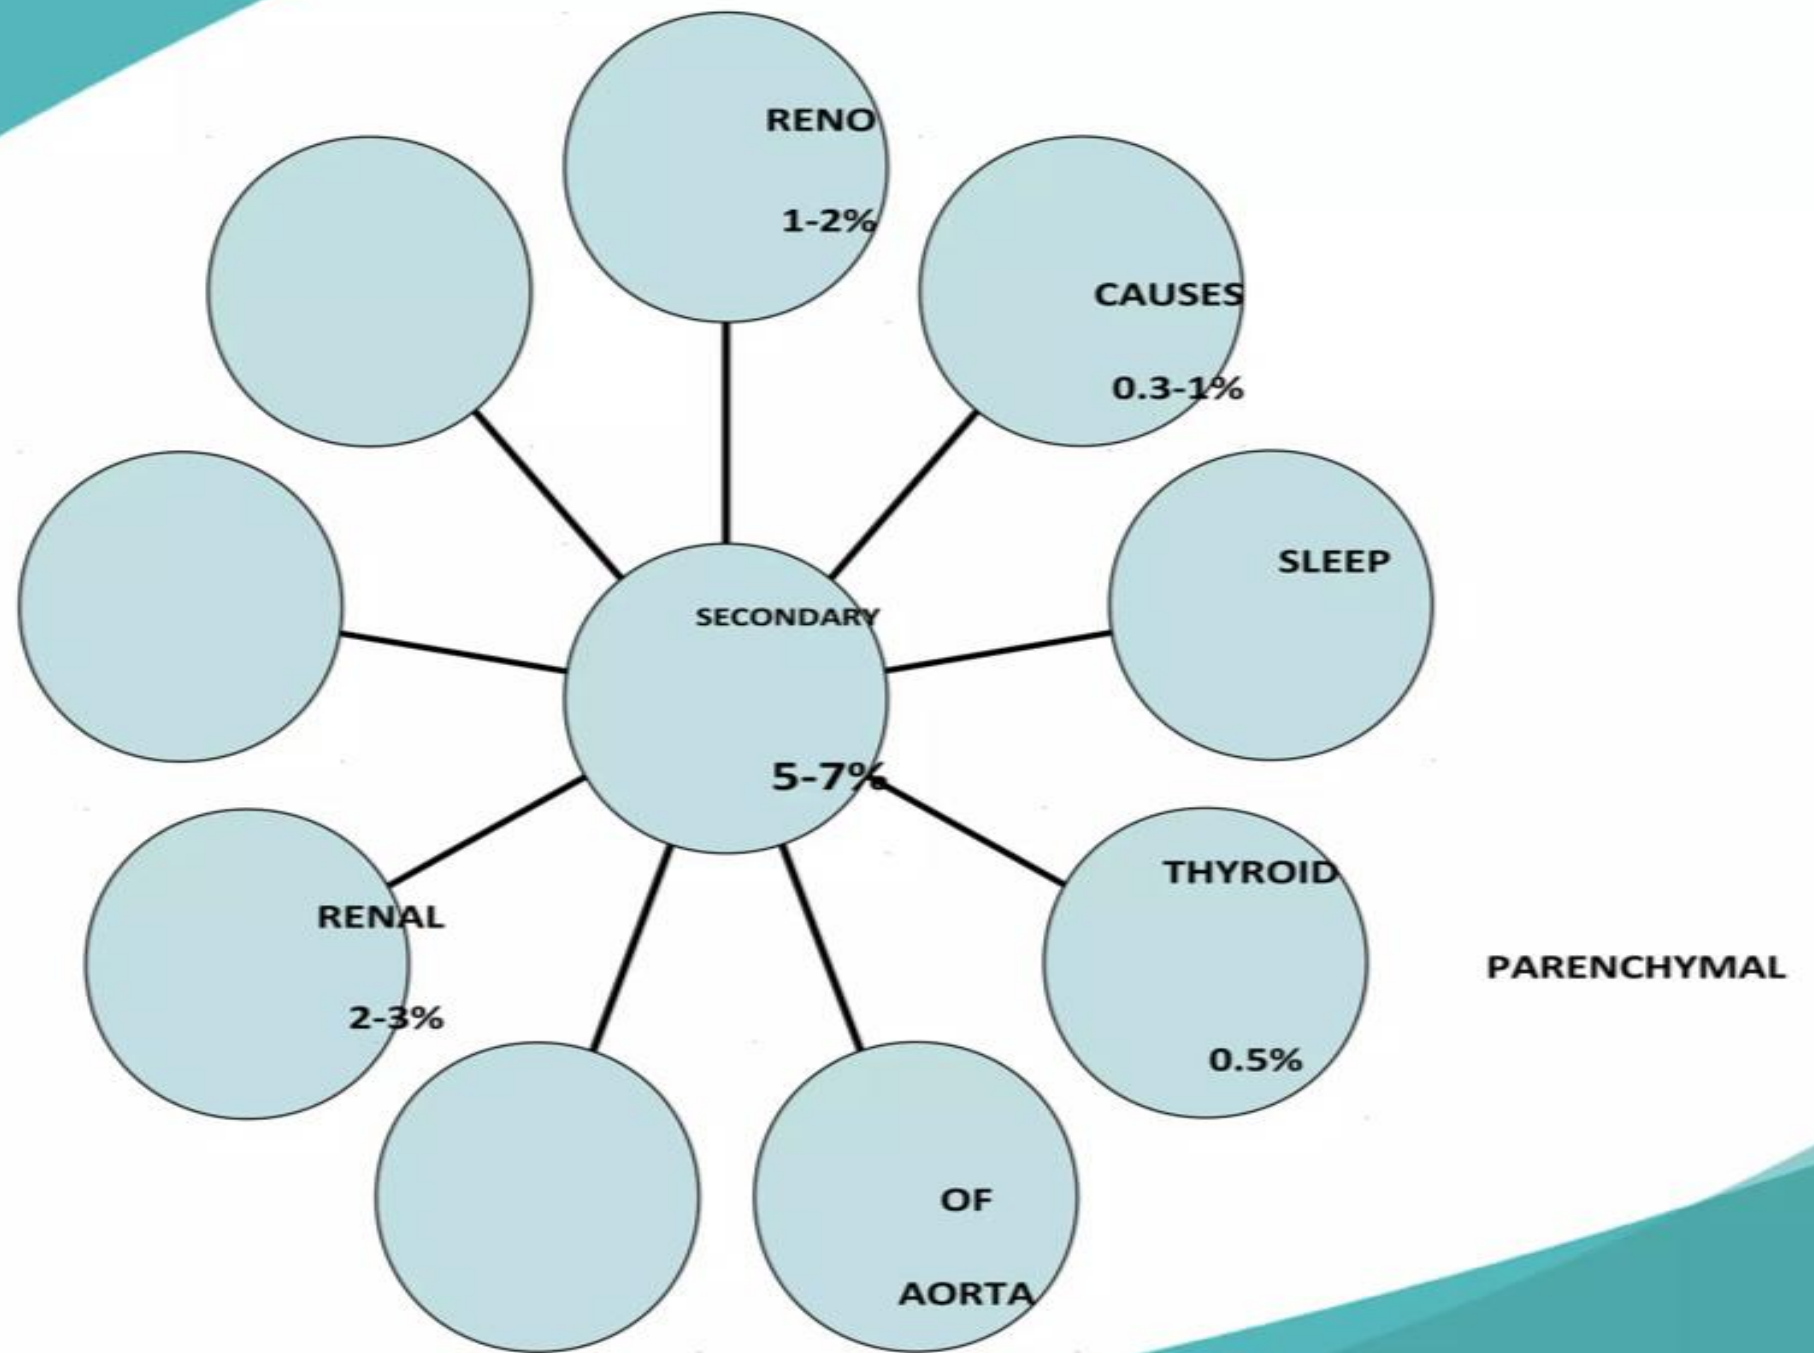 RENO
1-2%
CAUSES
0.3-1%
SLEEP
SECONDARY
5-7%
THYROID
0.5%
PARENCHYMAL
RENAL
2-3%
OF
AORTA